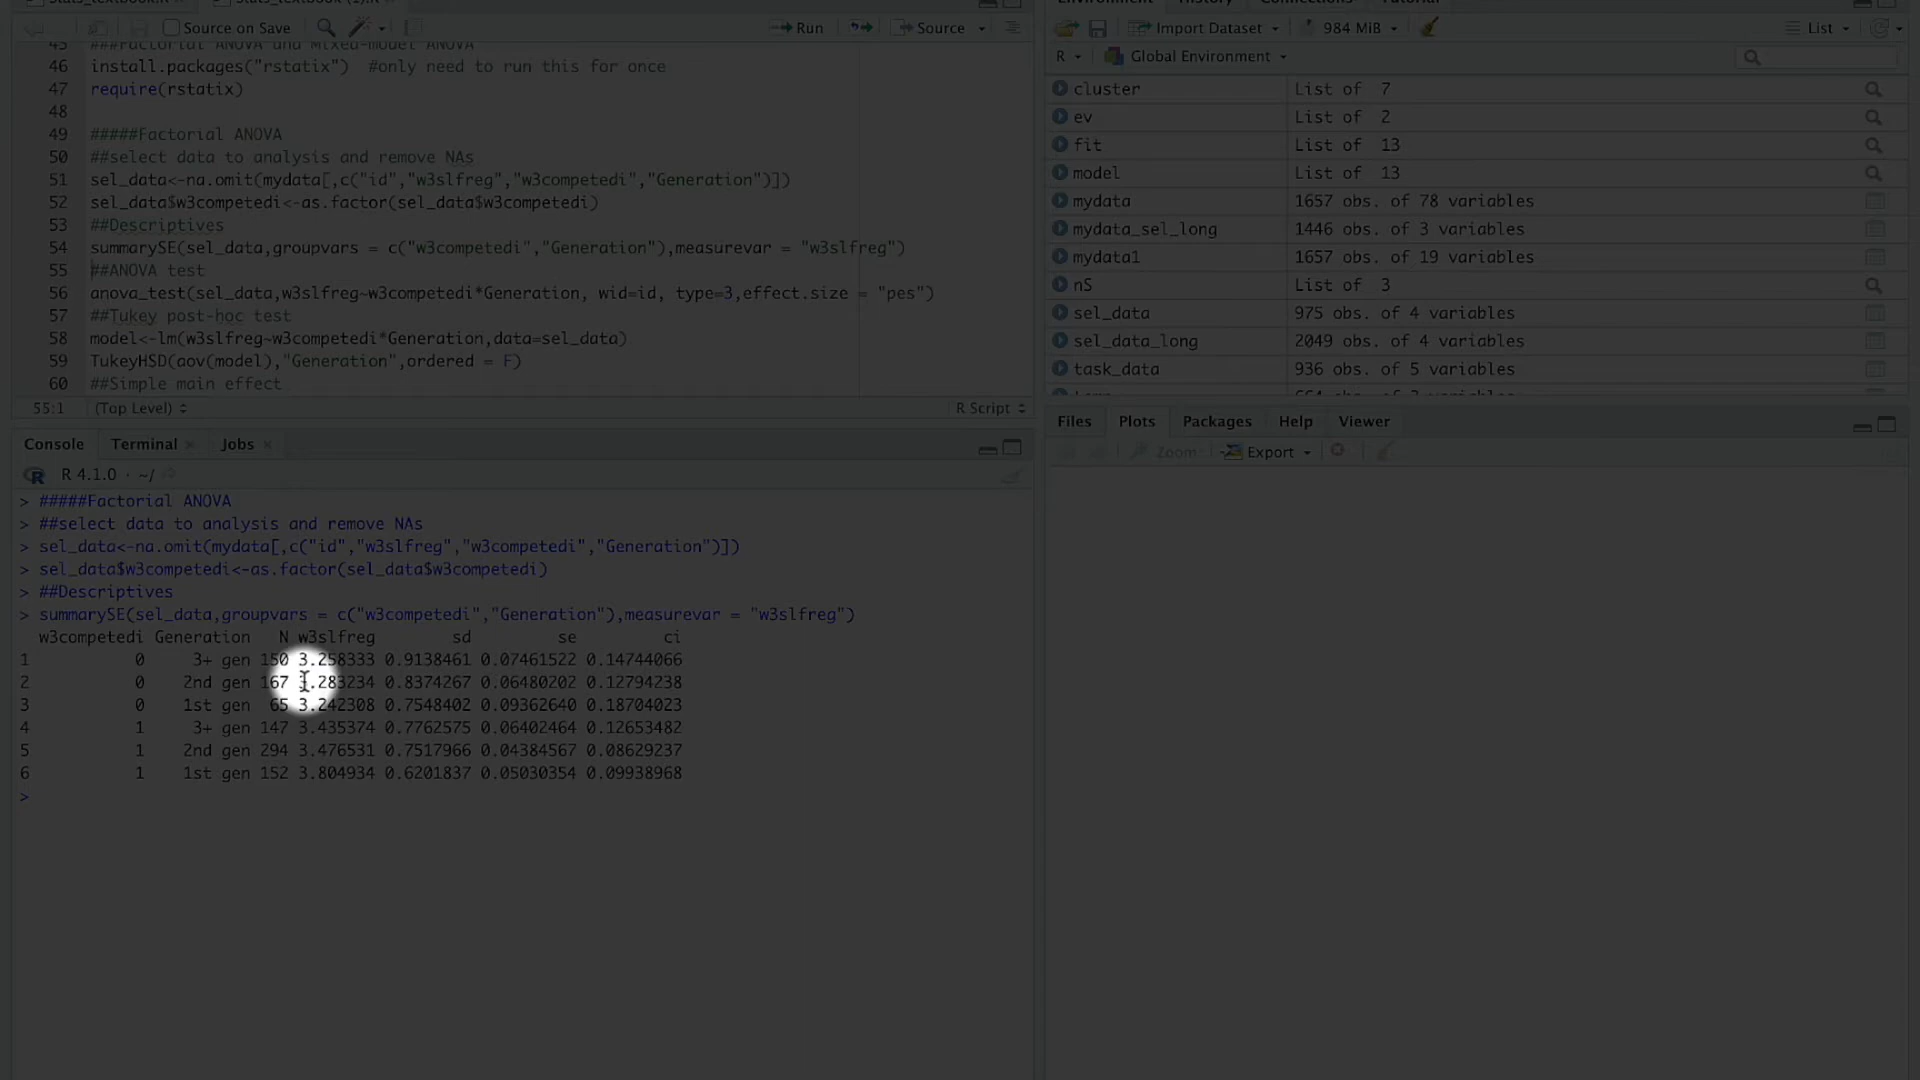 Stats_textbook.R Stats_textbook (1).R
Source on Save Run Source
45 ###Factorial ANOVA and Mixed-model ANOVA
46 install.packages("rstatix")  #only need to run this for once
47 require(rstatix)
48
49 #####Factorial ANOVA
50 ##select data to analysis and remove NAs
51 sel_data<-na.omit(mydata[,c("id","w3slfreg","w3competedi","Generation")])
52 sel_data$w3competedi<-as.factor(sel_data$w3competedi)
53 ##Descriptives
54 summarySE(sel_data,groupvars = c("w3competedi","Generation"),measurevar = "w3slfreg")
55 ##ANOVA test
56 anova_test(sel_data,w3slfreg~w3competedi*Generation, wid=id, type=3,effect.size = "pes")
57 ##Tukey post-hoc test
58 model<-lm(w3slfreg~w3competedi*Generation,data=sel_data)
59 TukeyHSD(aov(model),"Generation",ordered = F)
60 ##Simple main effect
55:1 (Top Level) R Script
Console Terminal Jobs
R 4.1.0 · ~/
> #####Factorial ANOVA
> ##select data to analysis and remove NAs
> sel_data<-na.omit(mydata[,c("id","w3slfreg","w3competedi","Generation")])
> sel_data$w3competedi<-as.factor(sel_data$w3competedi)
> ##Descriptives
> summarySE(sel_data,groupvars = c("w3competedi","Generation"),measurevar = "w3slfreg")
w3competedi Generation N w3slfreg sd se ci
1 0 3+ gen 150 3.258333 0.9138461 0.07461522 0.14744066
2 0 2nd gen 167 3.283234 0.8374267 0.06480202 0.12794238
3 0 1st gen 65 3.242308 0.7548402 0.09362640 0.18704023
4 1 3+ gen 147 3.435374 0.7762575 0.06402464 0.12653482
5 1 2nd gen 294 3.476531 0.7517966 0.04384567 0.08629237
6 1 1st gen 152 3.804934 0.6201837 0.05030354 0.09938968
>
Environment History Connections Tutorial
Import Dataset 984 MiB List
R Global Environment
cluster List of 7
ev List of 2
fit List of 13
model List of 13
mydata 1657 obs. of 78 variables
mydata_sel_long 1446 obs. of 3 variables
mydata1 1657 obs. of 19 variables
nS List of 3
sel_data 975 obs. of 4 variables
sel_data_long 2049 obs. of 4 variables
task_data 936 obs. of 5 variables
Files Plots Packages Help Viewer
Zoom Export